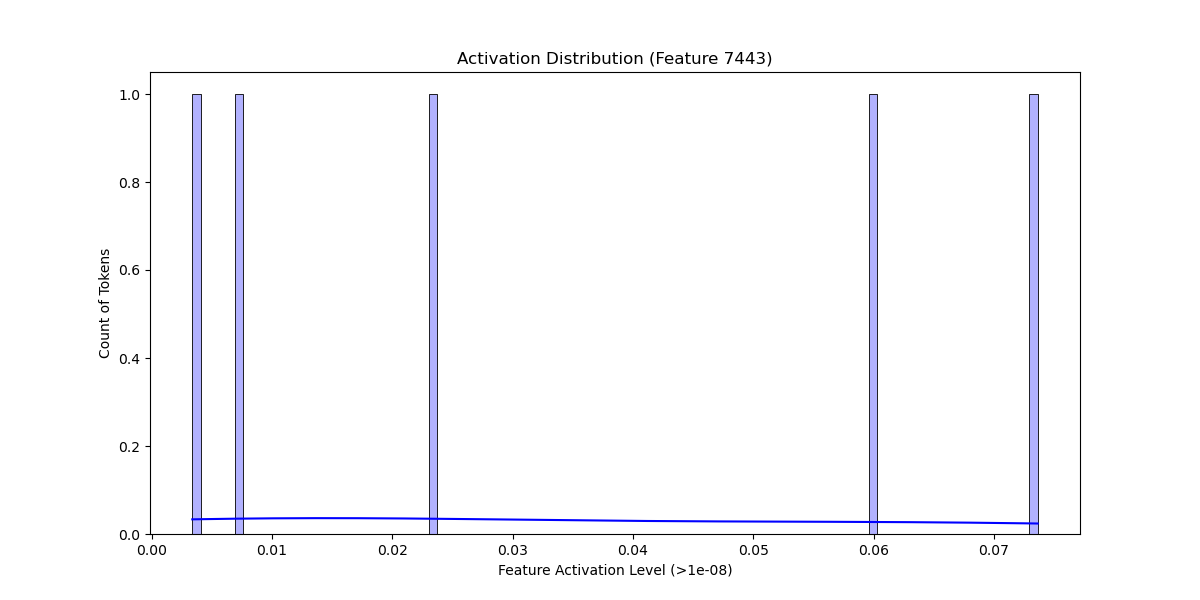 Activation Distribution (Feature 7443)
1.0
0.8
0.6
0.4
0.2
0.0
Count of Tokens
0.00 0.01 0.02 0.03 0.04 0.05 0.06 0.07
Feature Activation Level (>1e-08)